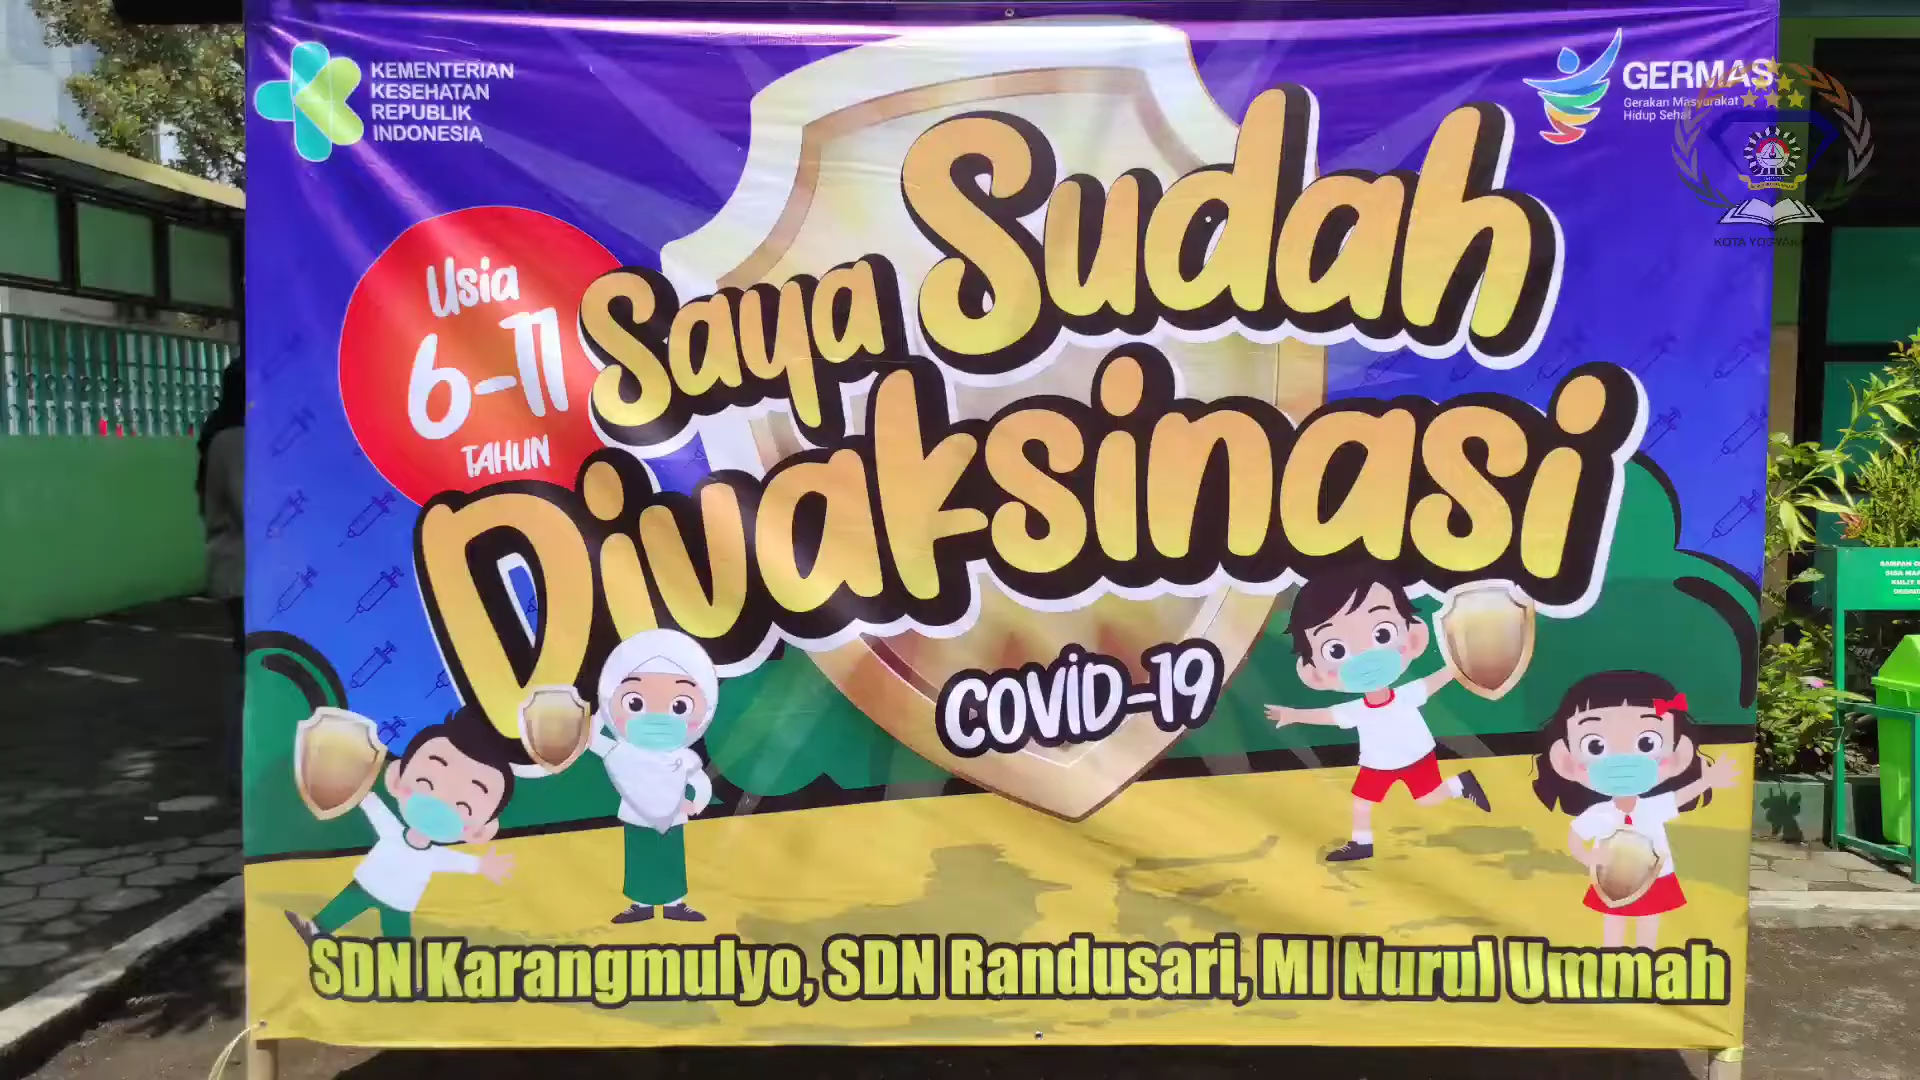 KEMENTERIAN
KESEHATAN
REPUBLIK
INDONESIA
GERMAS
Gerakan Masyarakat
Hidup Sehat
Usia
6-11
TAHUN
Saya Sudah
Divaksinasi
COVID-19
SDN Karangmulyo, SDN Randusari, MI Nurul Ummah